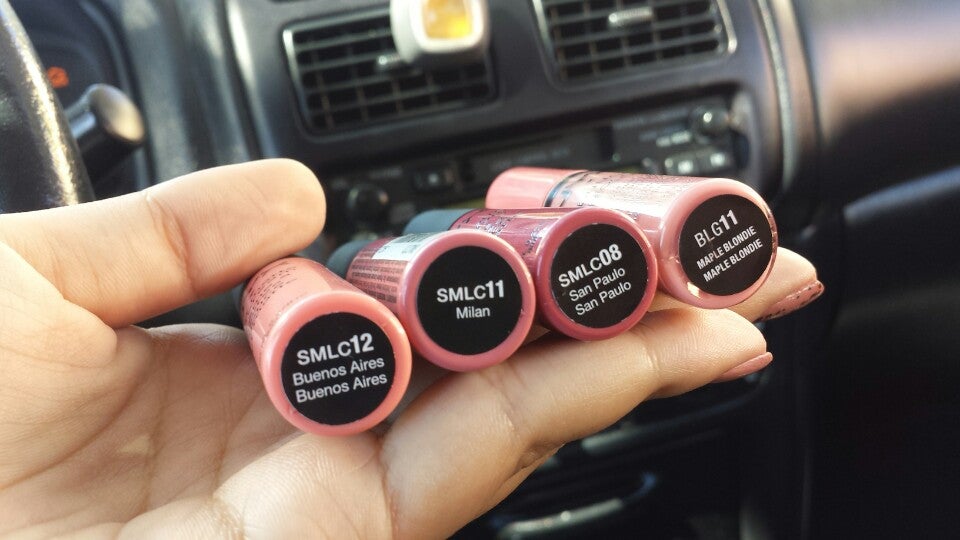 SMLC12
Buenos Aires
Buenos Aires
SMLC11
Milan
SMLC08
San Paulo
San Paulo
BLG11
MAPLE BLONDIE
MAPLE BLONDIE